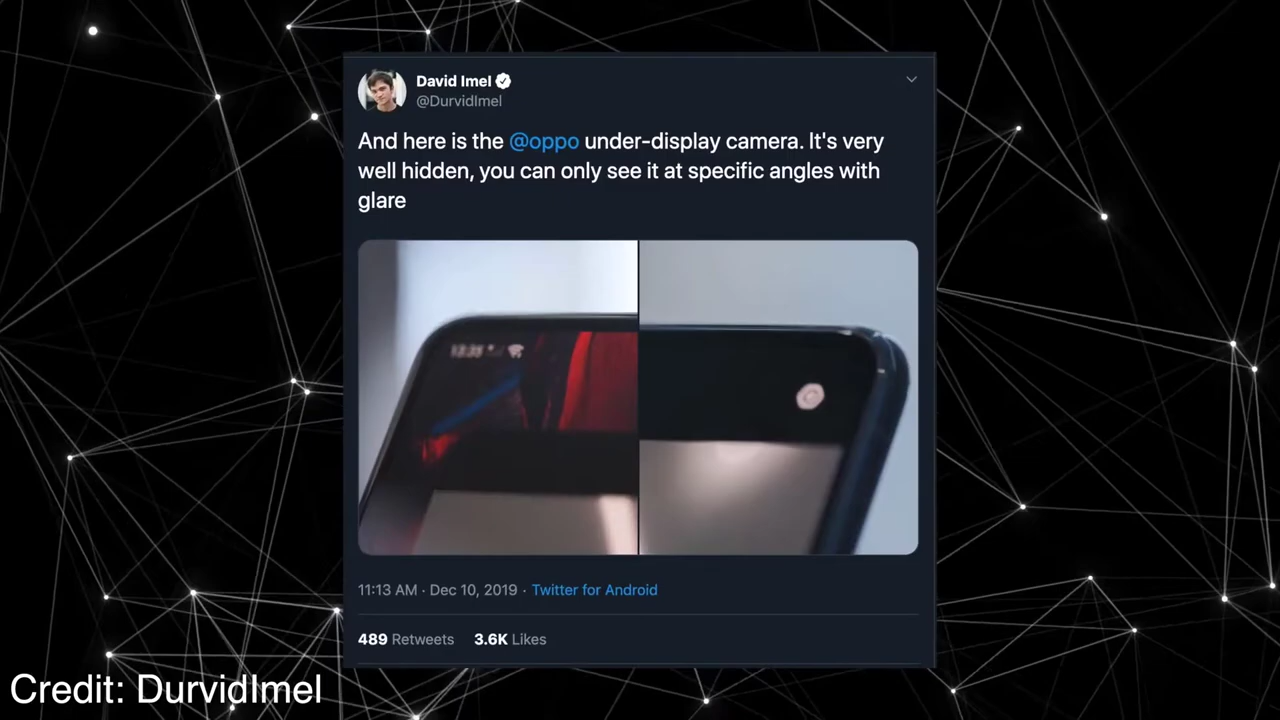 David Imel
@DurvidImel
And here is the @oppo under-display camera. It's very
well hidden, you can only see it at specific angles with
glare
11:13 AM · Dec 10, 2019 · Twitter for Android
489 Retweets 3.6K Likes
Credit: DurvidImel